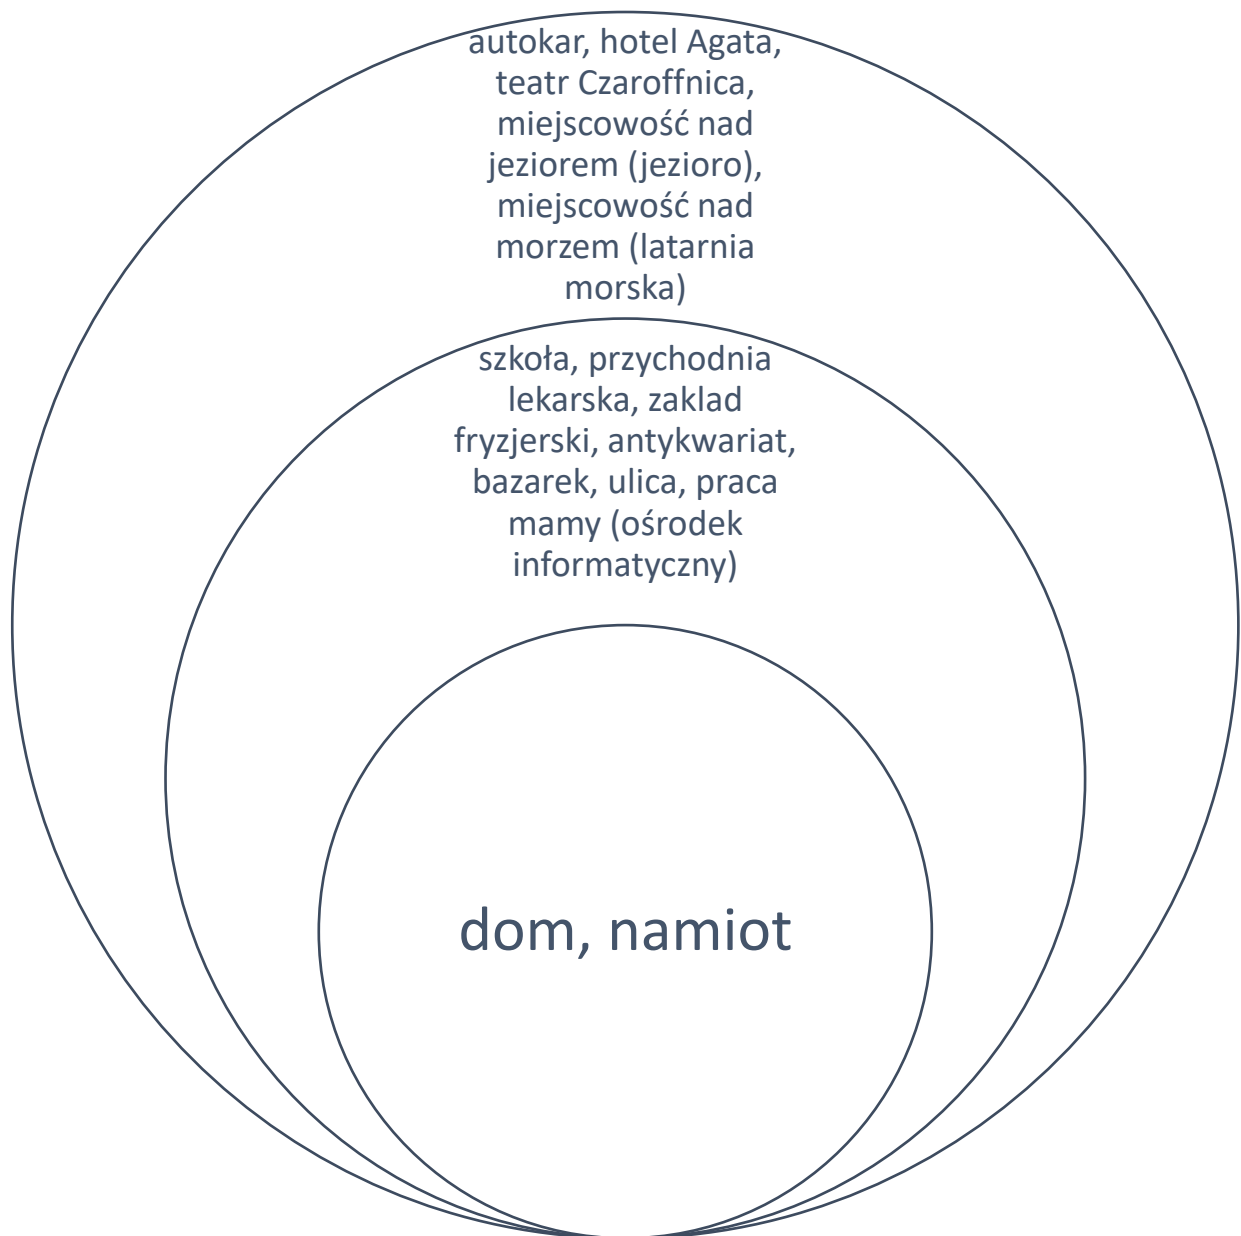 autokar, hotel Agata,
teatr Czaroffnica,
miejscowość nad
jeziorem (jezioro),
miejscowość nad
morzem (latarnia
morska)
szkoła, przychodnia
lekarska, zaklad
fryzjerski, antykwariat,
bazarek, ulica, praca
mamy (ośrodek
informatyczny)
dom, namiot